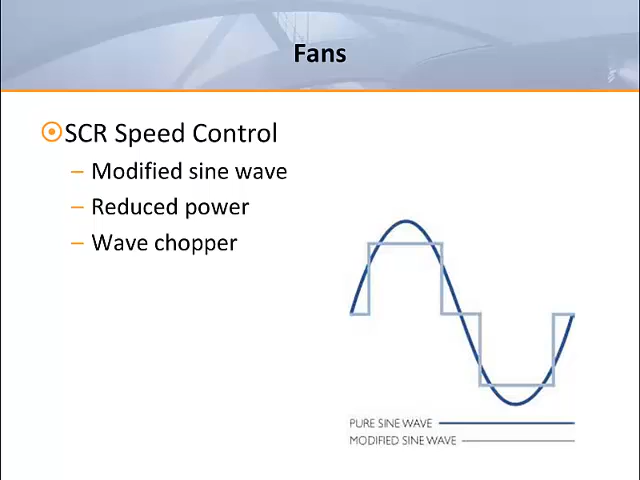 Fans
SCR Speed Control
– Modified sine wave
– Reduced power
– Wave chopper
PURE SINE WAVE
MODIFIED SINE WAVE